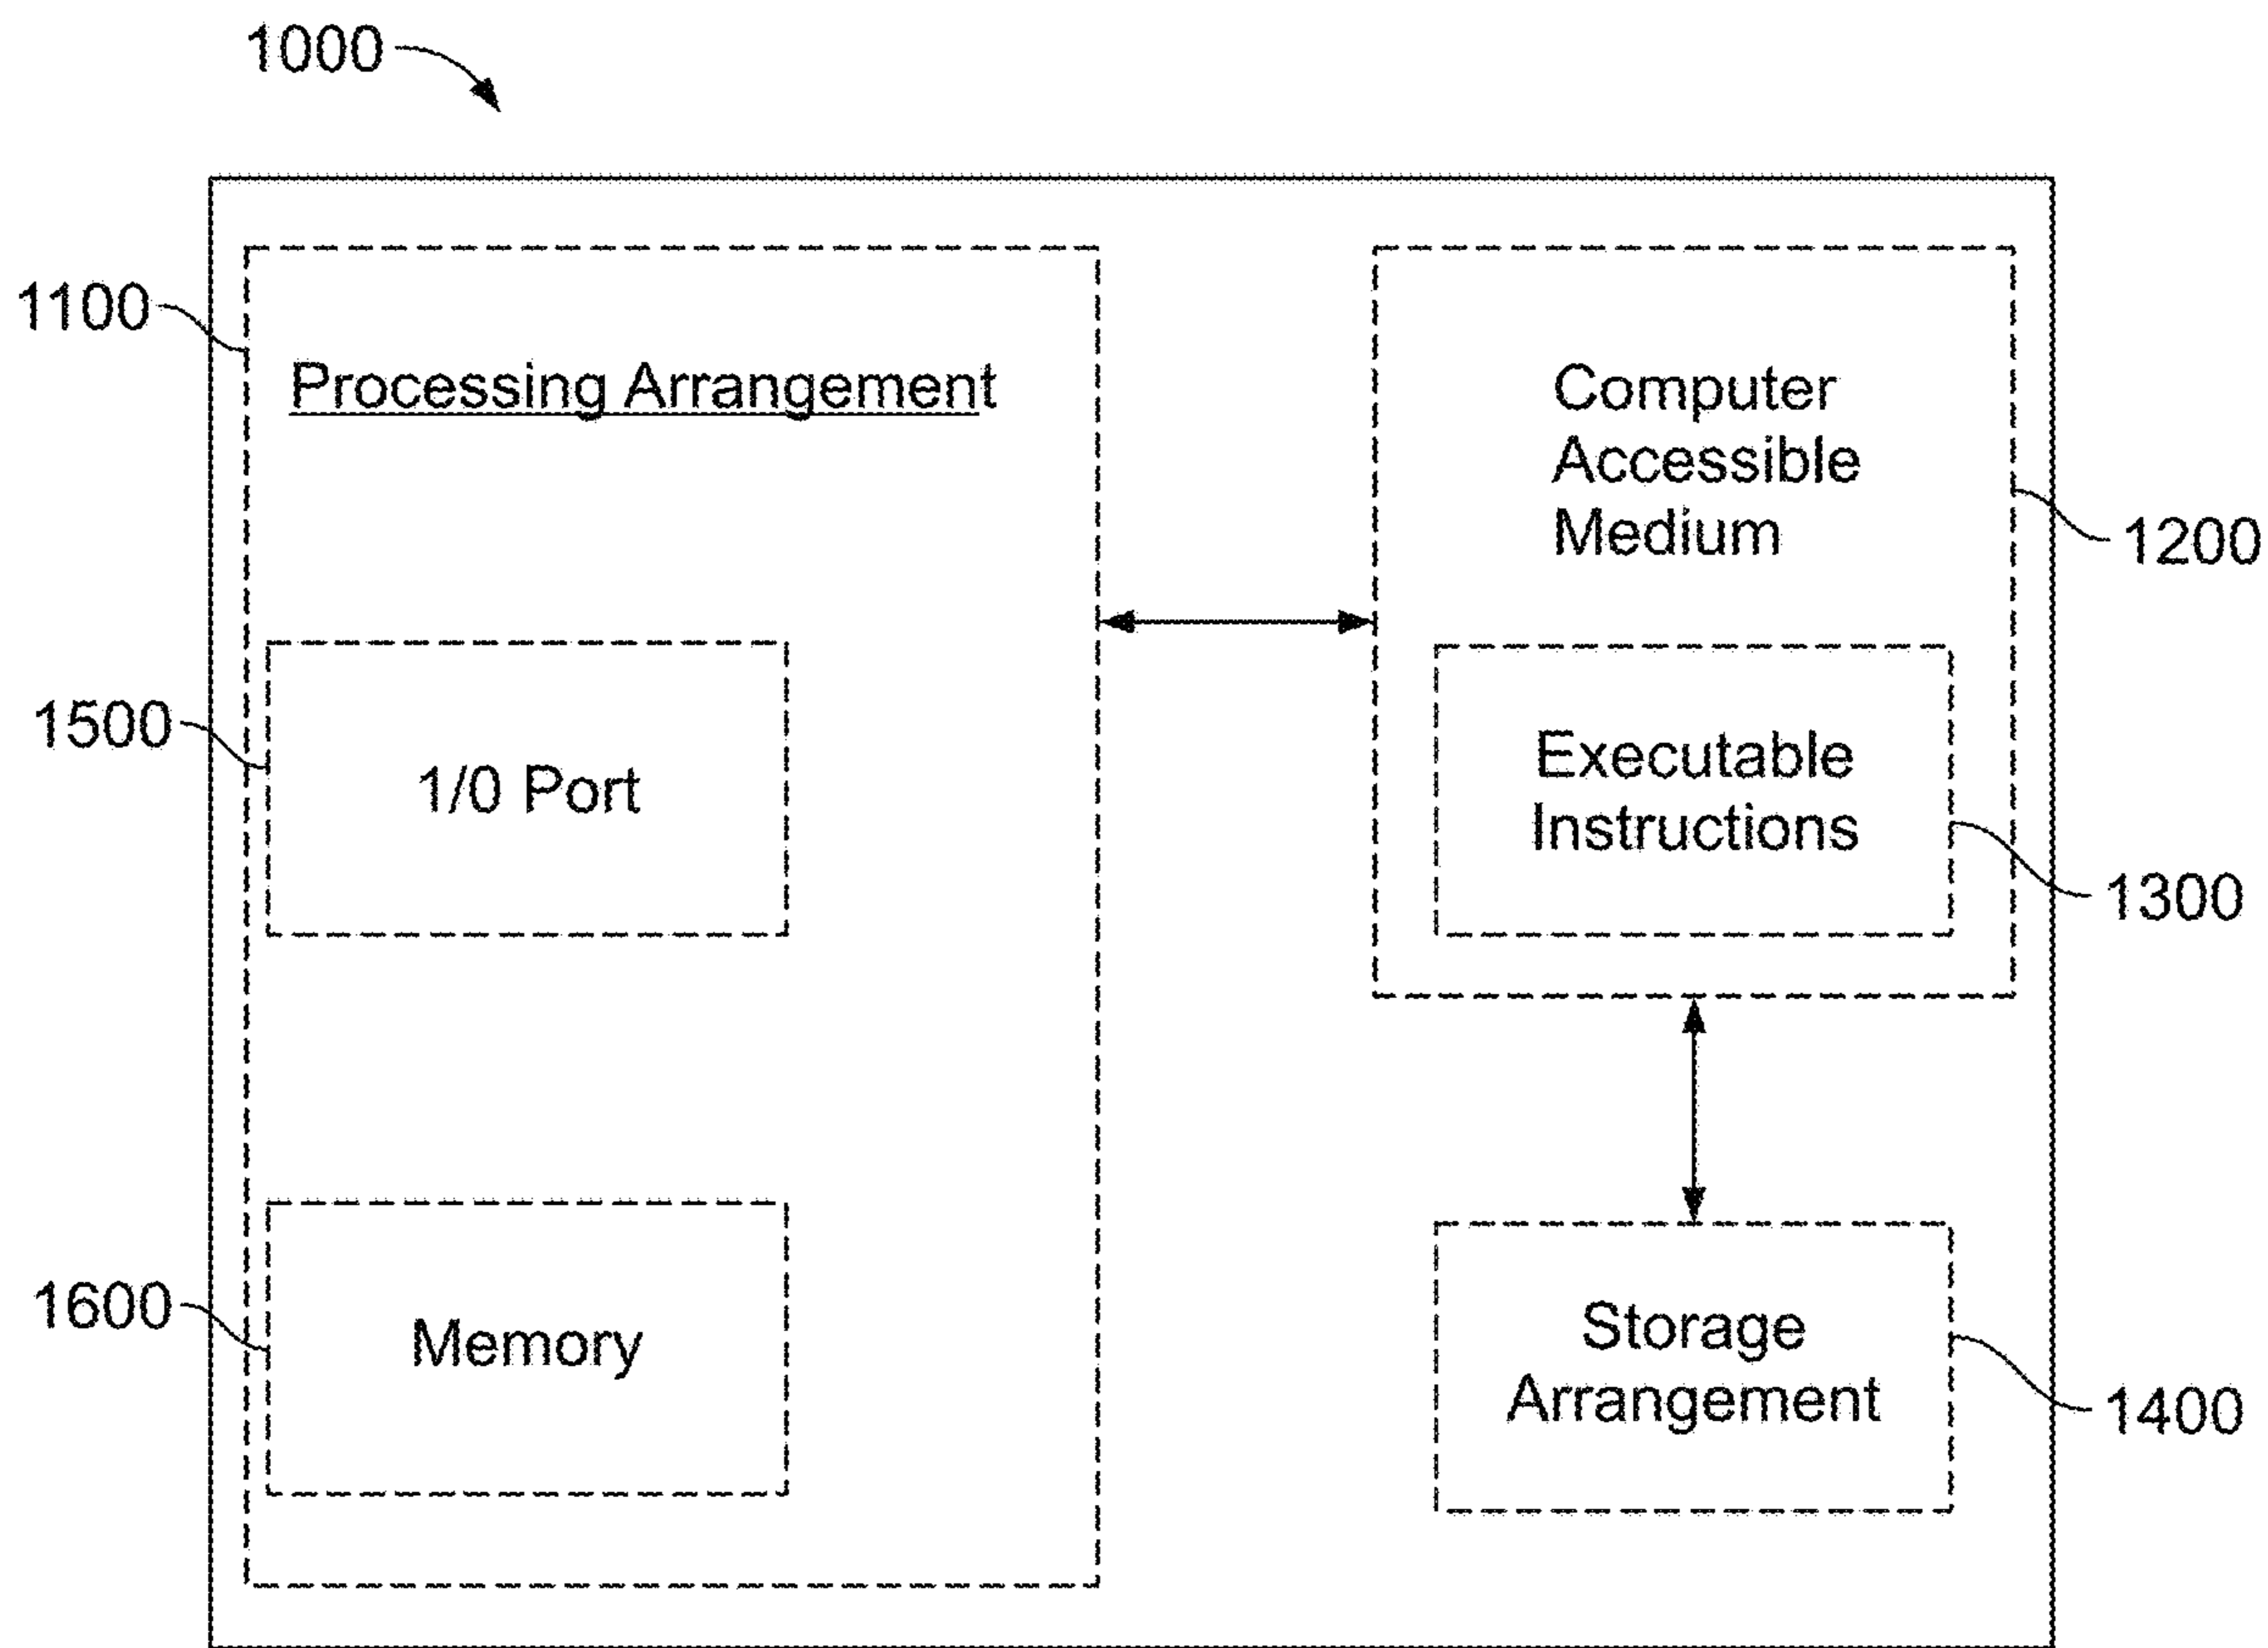 1000
1100
Processing Arrangement
Computer
Accessible
Medium
1200
1500
1/0 Port
Executable
Instructions
1300
1600
Memory
Storage
Arrangement
1400